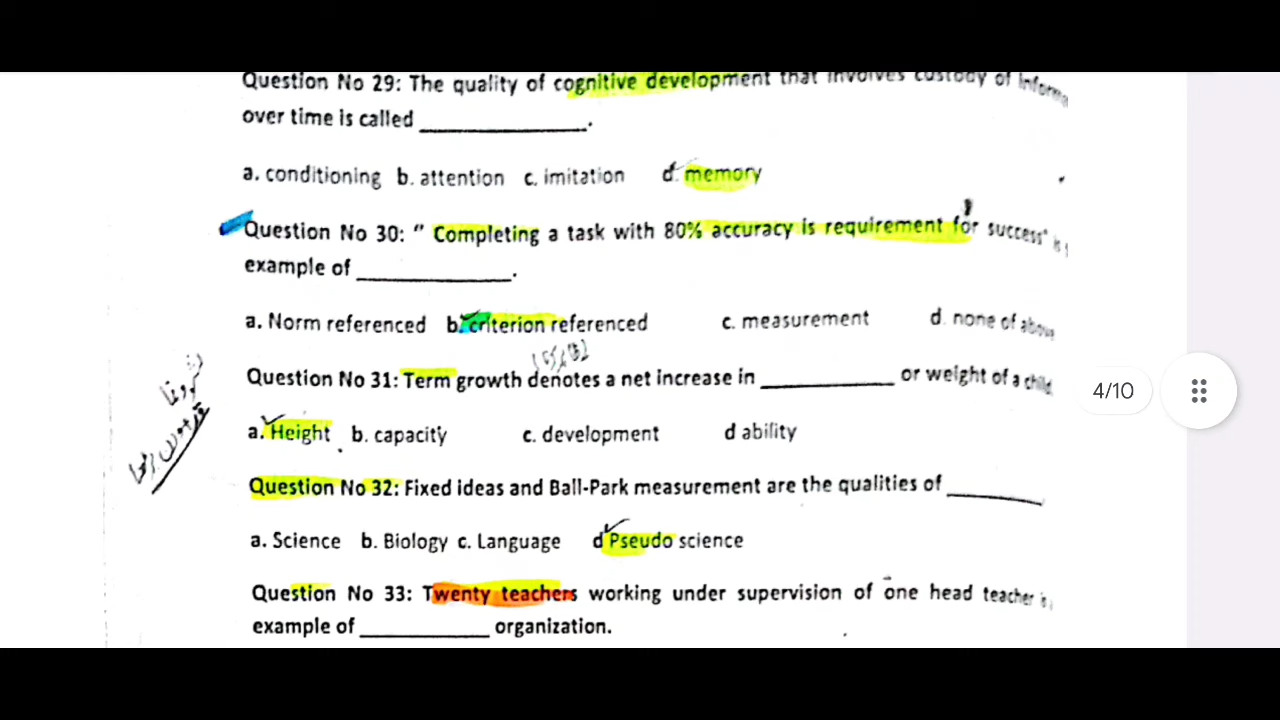 Question No 29: The quality of cognitive development that involves custody of
over time is called ____________.
a. conditioning b. attention c. imitation d. memory
Question No 30: " Completing a task with 80% accuracy is requirement for success" is
example of ____________.
a. Norm referenced b. criterion referenced c. measurement d. none of above
Question No 31: Term growth denotes a net increase in ____________ or weight of a child
a. Height b. capacity c. development d ability
Question No 32: Fixed ideas and Ball-Park measurement are the qualities of ________
a. Science b. Biology c. Language d Pseudo science
Question No 33: Twenty teachers working under supervision of one head teacher is
example of ____________ organization.
4/10